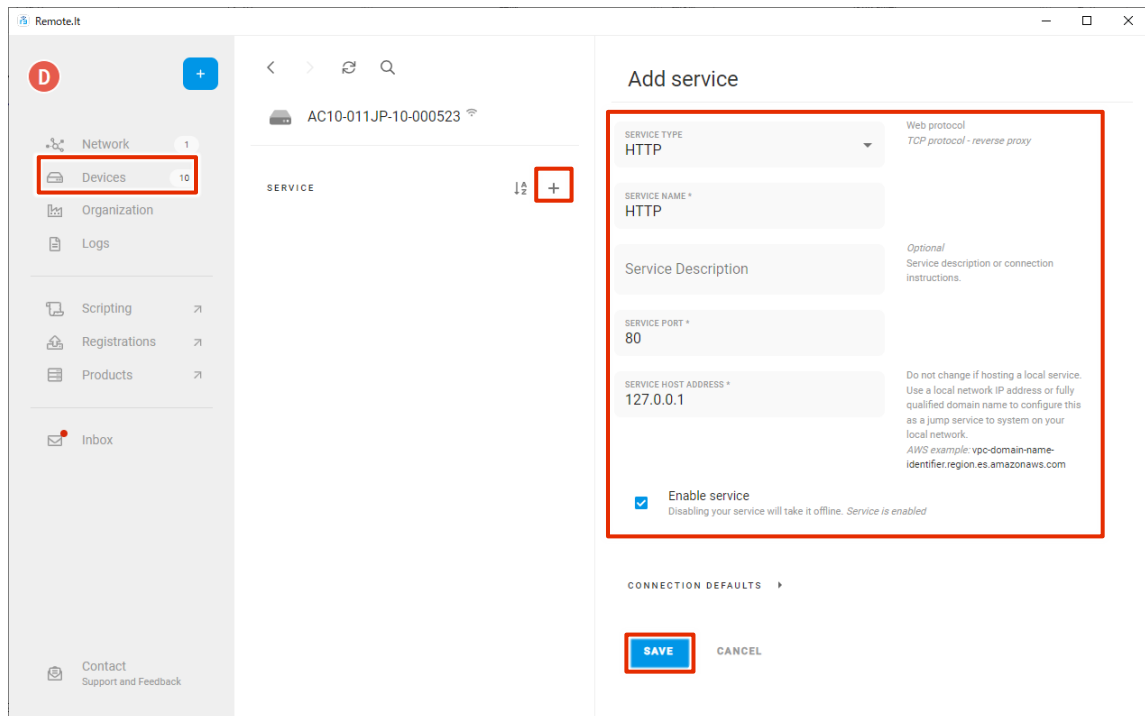 Remote.It
D
+
Network
1
Devices
10
Organization
Logs
Scripting
Registrations
Products
Inbox
Contact
Support and Feedback
AC10-011JP-10-000523
SERVICE
+
Add service
SERVICE TYPE
HTTP
Web protocol
TCP protocol - reverse proxy
SERVICE NAME *
HTTP
Service Description
Optional
Service description or connection
instructions.
SERVICE PORT *
80
SERVICE HOST ADDRESS *
127.0.0.1
Do not change if hosting a local service.
Use a local network IP address or fully
qualified domain name to configure this
as a jump service to system on your
local network.
AWS example: vpc-domain-name-
identifier.region.es.amazonaws.com
Enable service
Disabling your service will take it offline. Service is enabled
CONNECTION DEFAULTS
SAVE
CANCEL